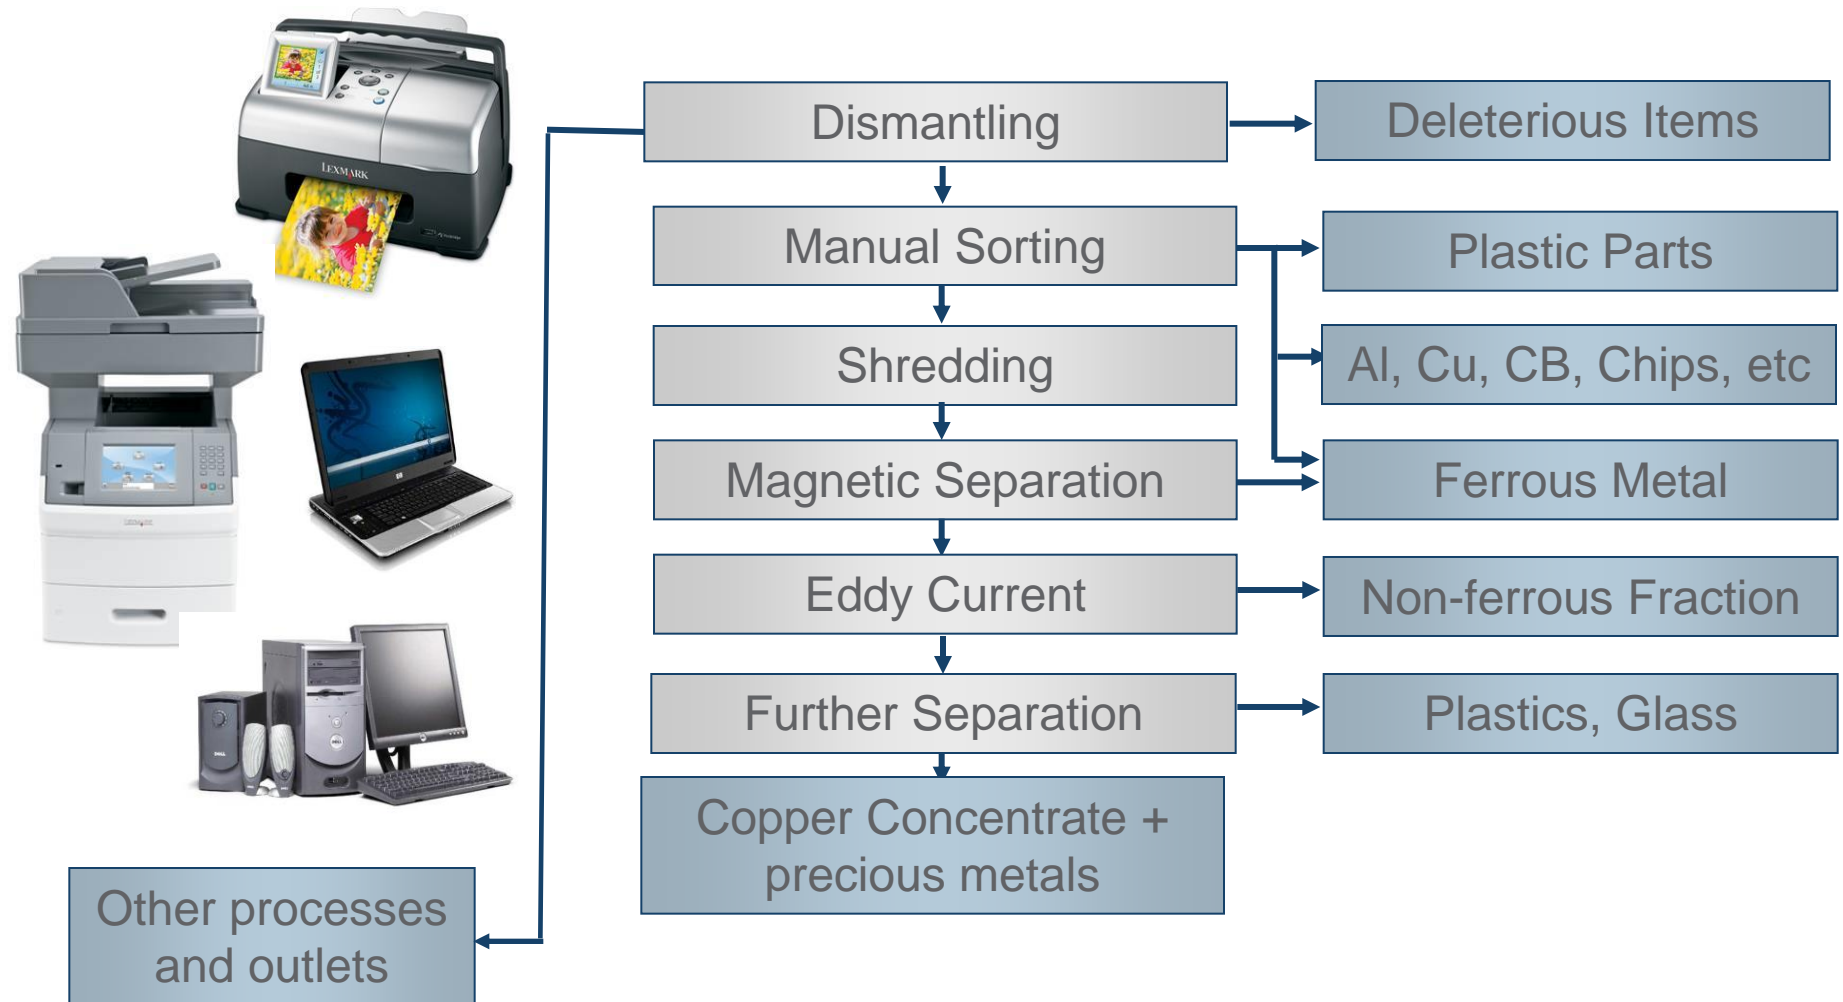 LEXMARK
Dismantling
Deleterious Items
Manual Sorting
Plastic Parts
Shredding
Al, Cu, CB, Chips, etc
Magnetic Separation
Ferrous Metal
Eddy Current
Non-ferrous Fraction
Further Separation
Plastics, Glass
Copper Concentrate +
precious metals
Other processes
and outlets